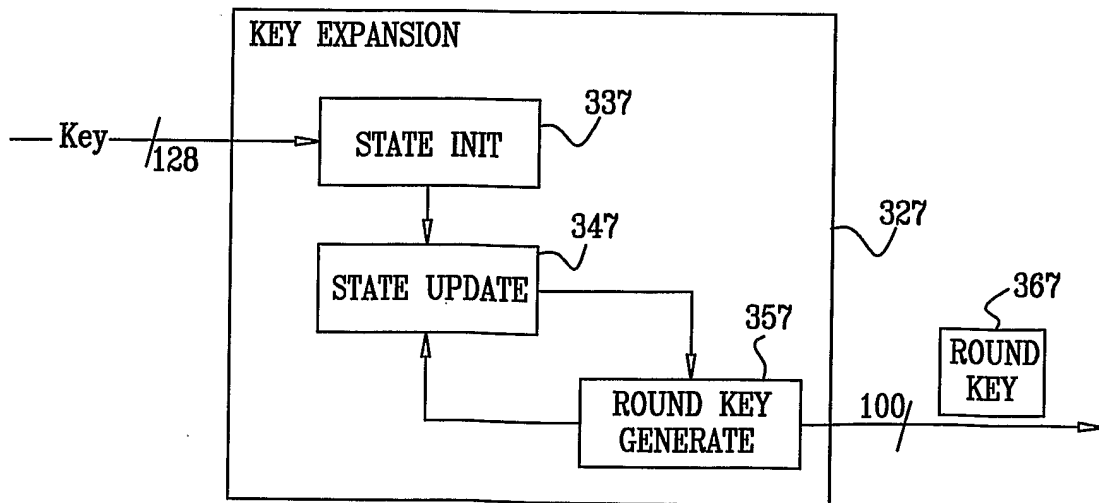 KEY EXPANSION
337
Key
128
STATE INIT
327
347
STATE UPDATE
367
357
ROUND
KEY
ROUND KEY
GENERATE
100